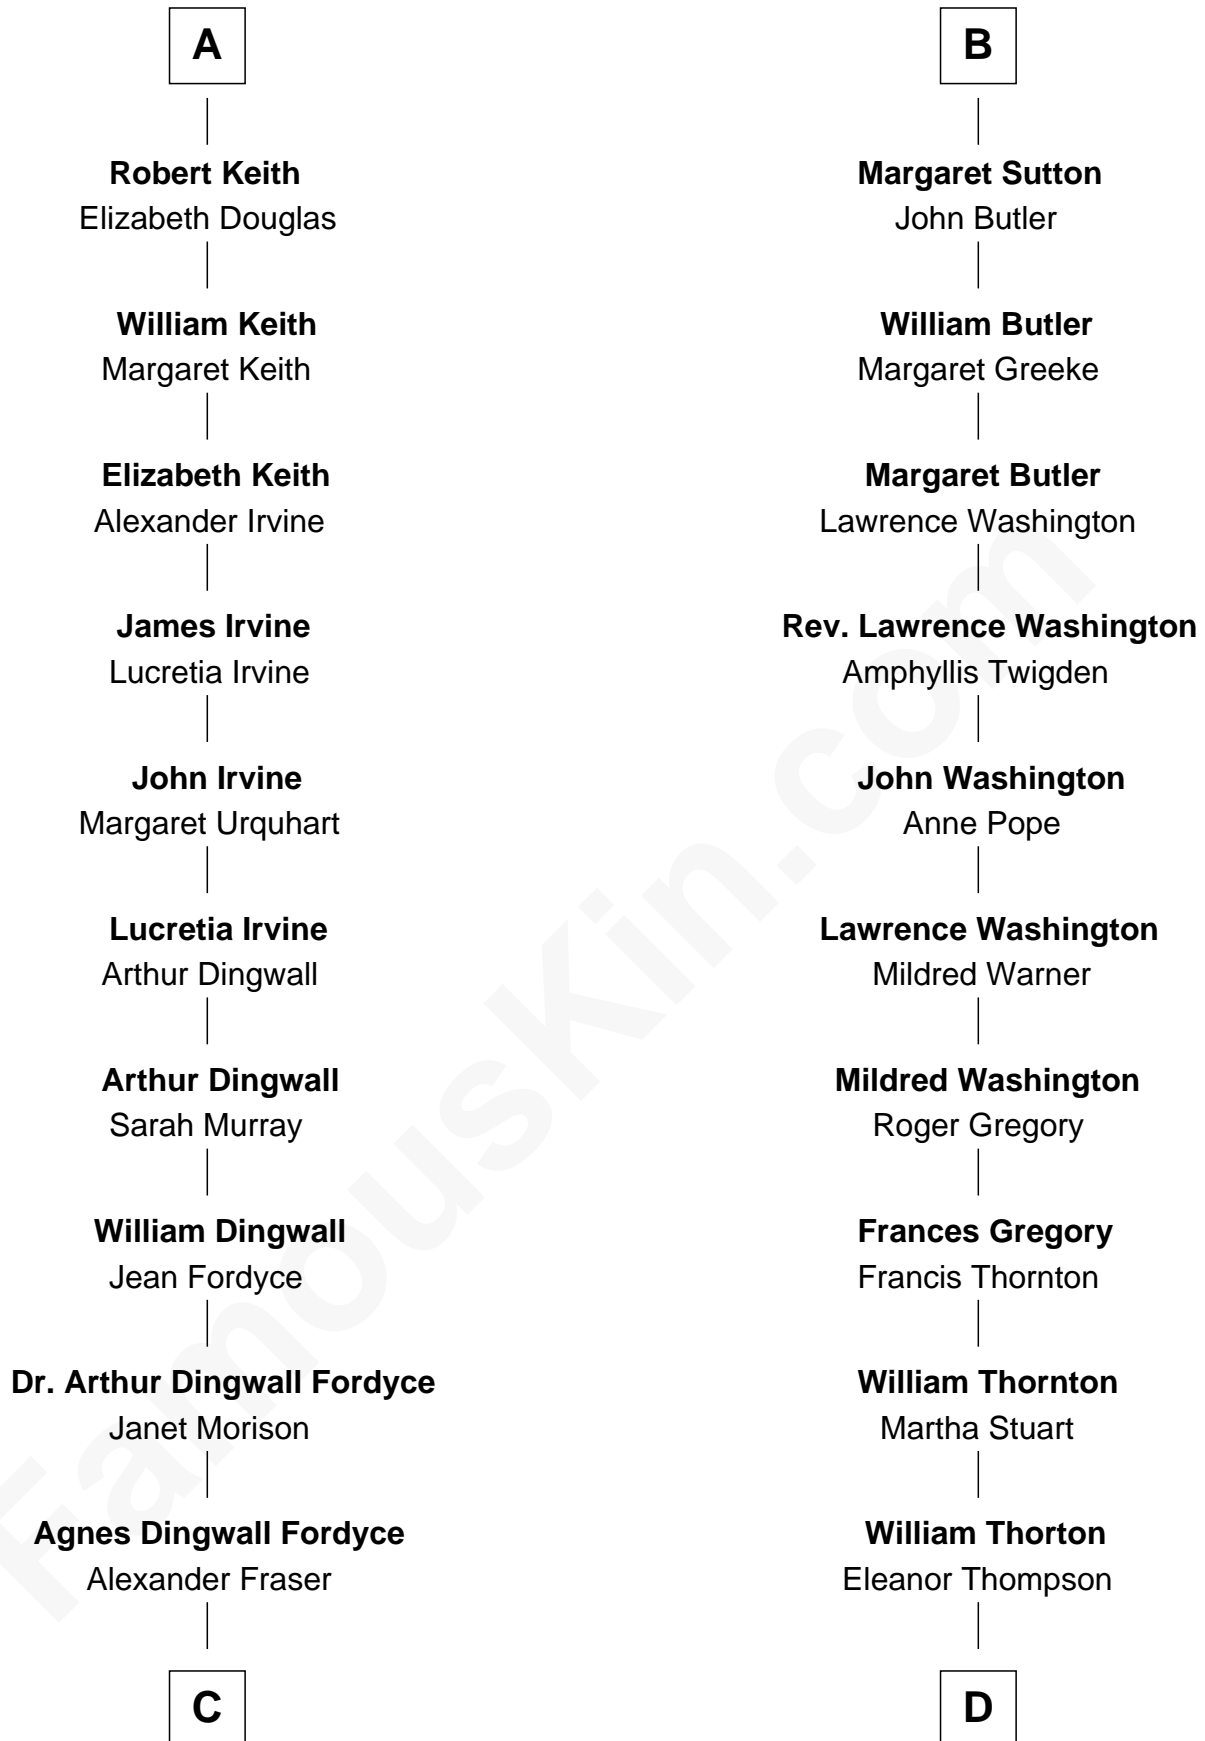 A
Robert Keith
Elizabeth Douglas
William Keith
Margaret Keith
Elizabeth Keith
Alexander Irvine
James Irvine
Lucretia Irvine
John Irvine
Margaret Urquhart
Lucretia Irvine
Arthur Dingwall
Arthur Dingwall
Sarah Murray
William Dingwall
Jean Fordyce
Dr. Arthur Dingwall Fordyce
Janet Morison
Agnes Dingwall Fordyce
Alexander Fraser
C
B
Margaret Sutton
John Butler
William Butler
Margaret Greeke
Margaret Butler
Lawrence Washington
Rev. Lawrence Washington
Amphyllis Twigden
John Washington
Anne Pope
Lawrence Washington
Mildred Warner
Mildred Washington
Roger Gregory
Frances Gregory
Francis Thornton
William Thornton
Martha Stuart
William Thorton
Eleanor Thompson
D
FamousKin.com